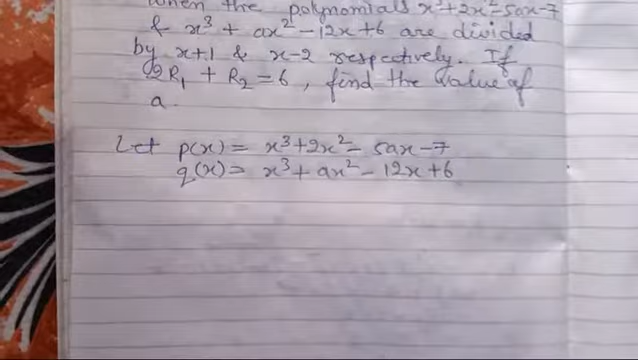 when the polynomials x³+2x²-5ax-7
& x³ + ax² - 12x + 6 are divided
by x+1 & x-2 respectively. If
2R₁ + R₂ = 6, find the value of
a.
Let p(x) = x³+2x²- 5ax-7
q(x) = x³+ ax² - 12x + 6